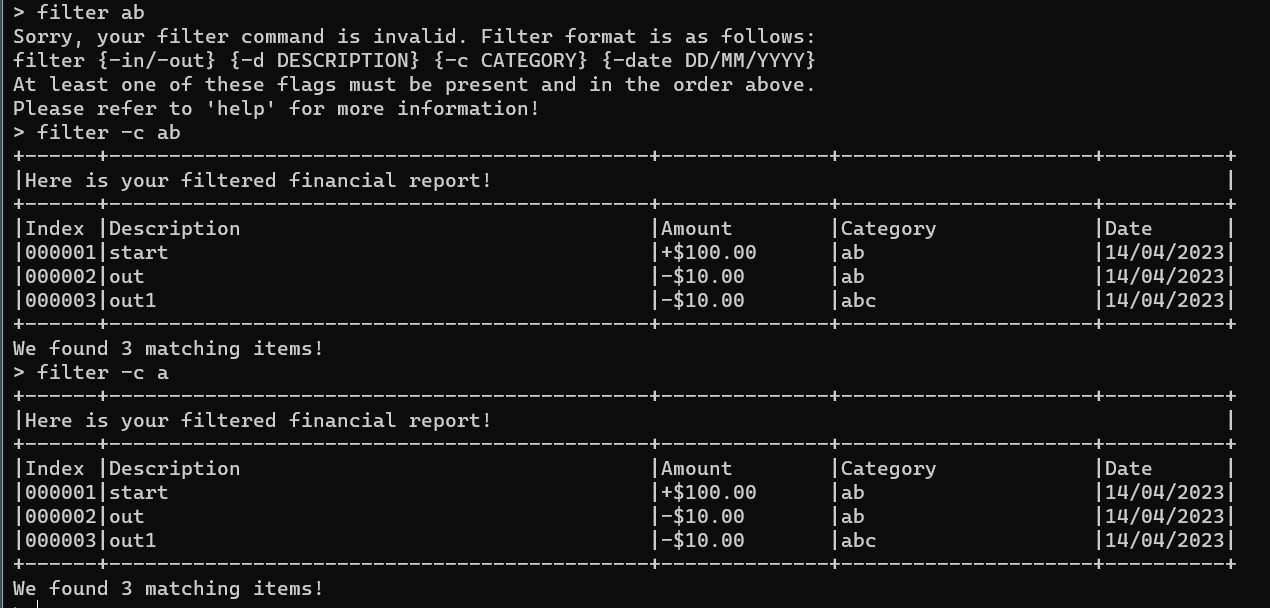 > filter ab
Sorry, your filter command is invalid. Filter format is as follows:
filter {-in/-out} {-d DESCRIPTION} {-c CATEGORY} {-date DD/MM/YYYY}
At least one of these flags must be present and in the order above.
Please refer to 'help' for more information!
> filter -c ab
+------+---------------------------------------------+--------------+---------------------+----------+
|Here is your filtered financial report!                                                             |
+------+---------------------------------------------+--------------+---------------------+----------+
|Index |Description                                  |Amount        |Category             |Date      |
|000001|start                                        |+$100.00      |ab                   |14/04/2023|
|000002|out                                          |-$10.00       |ab                   |14/04/2023|
|000003|out1                                         |-$10.00       |abc                  |14/04/2023|
+------+---------------------------------------------+--------------+---------------------+----------+
We found 3 matching items!
> filter -c a
+------+---------------------------------------------+--------------+---------------------+----------+
|Here is your filtered financial report!                                                             |
+------+---------------------------------------------+--------------+---------------------+----------+
|Index |Description                                  |Amount        |Category             |Date      |
|000001|start                                        |+$100.00      |ab                   |14/04/2023|
|000002|out                                          |-$10.00       |ab                   |14/04/2023|
|000003|out1                                         |-$10.00       |abc                  |14/04/2023|
+------+---------------------------------------------+--------------+---------------------+----------+
We found 3 matching items!